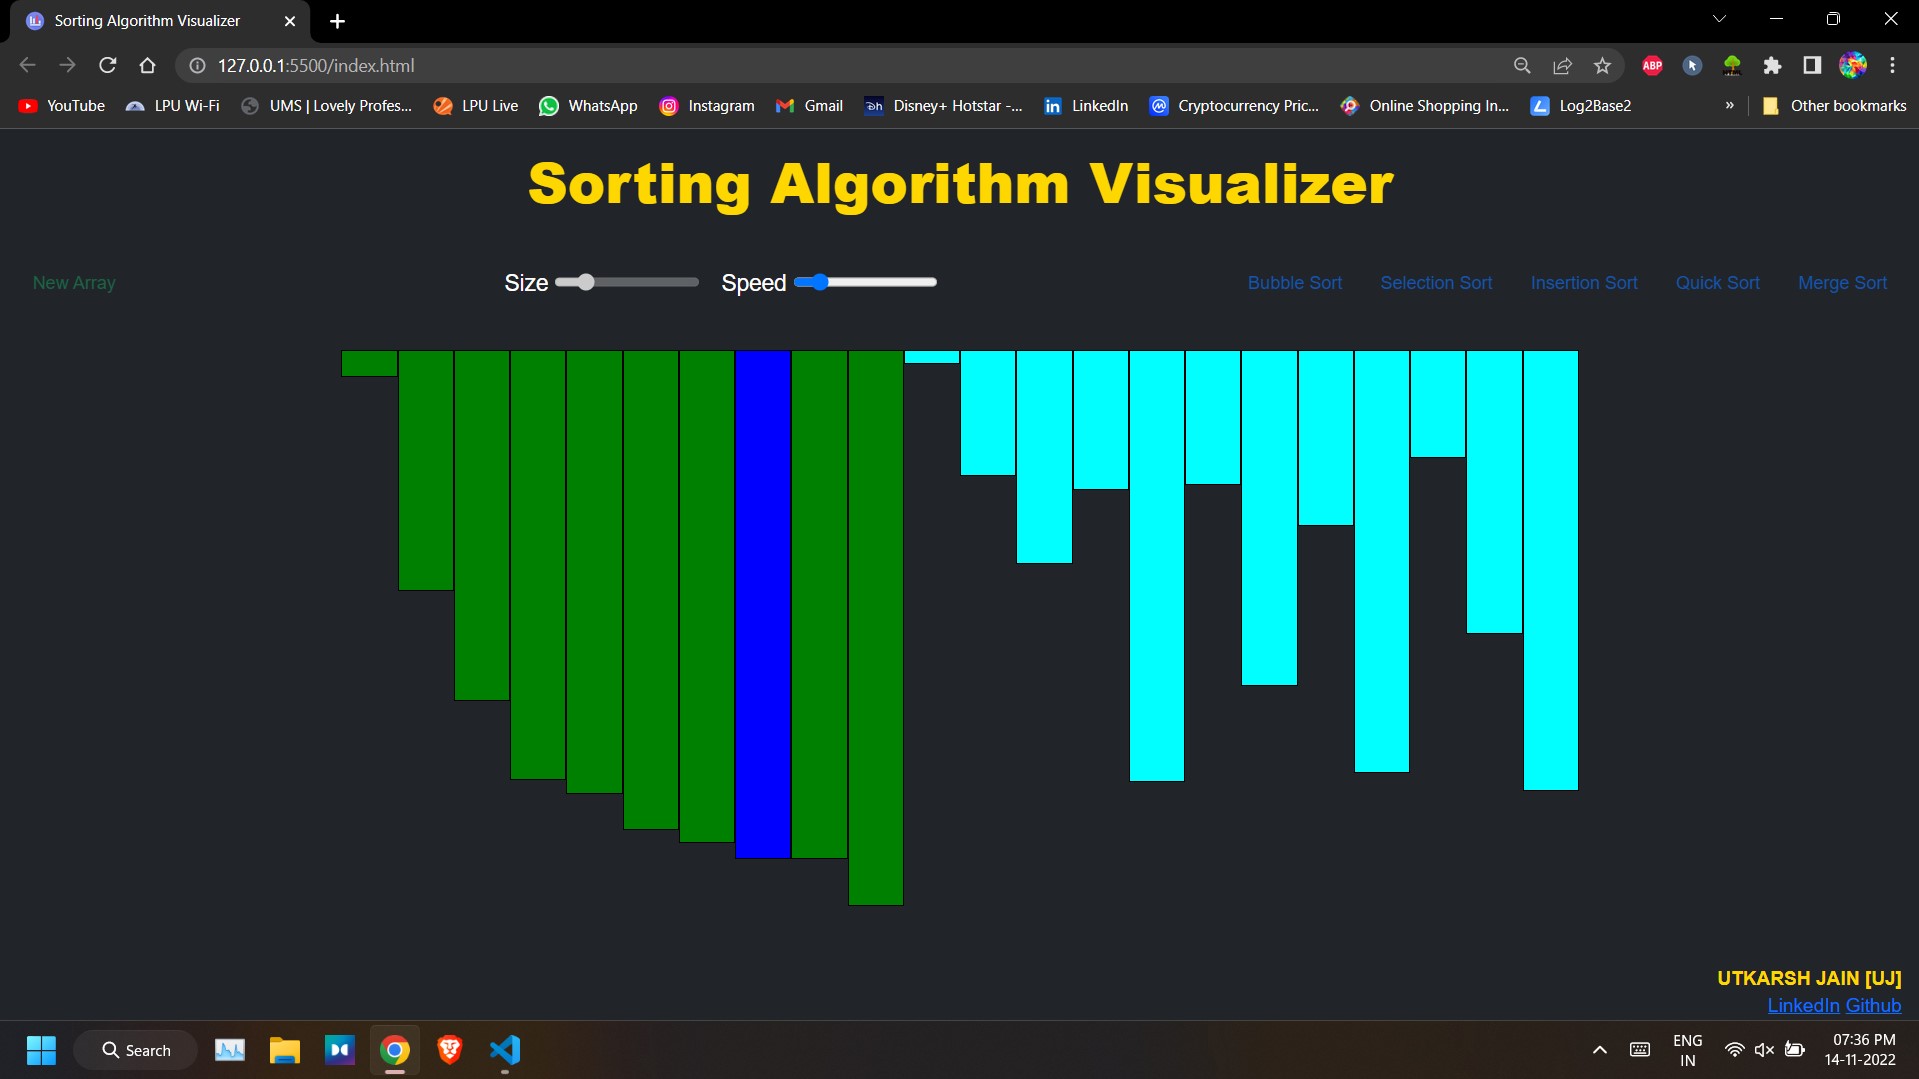 Sorting Algorithm Visualizer
127.0.0.1:5500/index.html
ABP
YouTube LPU Wi-Fi UMS | Lovely Profes... LPU Live WhatsApp Instagram Gmail Disney+ Hotstar -... LinkedIn Cryptocurrency Pric... Online Shopping In... Log2Base2 » Other bookmarks
Sorting Algorithm Visualizer
New Array Size Speed Bubble Sort Selection Sort Insertion Sort Quick Sort Merge Sort
UTKARSH JAIN [UJ]
LinkedIn Github
Search
ENG
IN
07:36 PM
14-11-2022